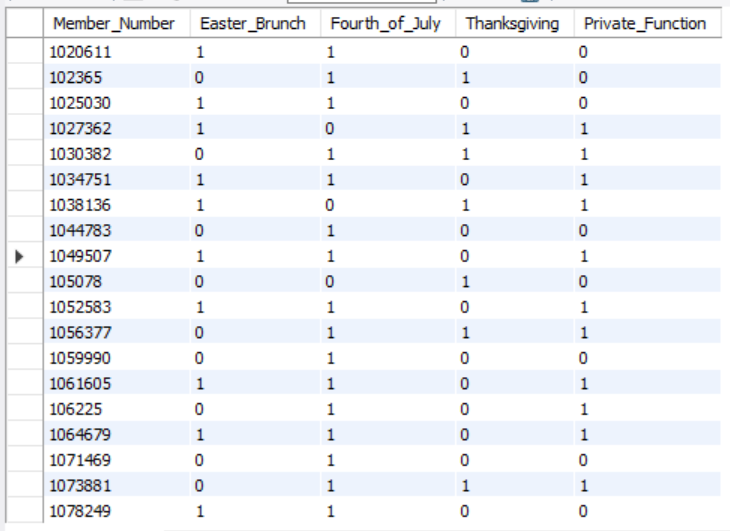 Member_Number Easter_Brunch Fourth_of_July Thanksgiving Private_Function
1020611 1 1 0 0
102365 0 1 1 0
1025030 1 1 0 0
1027362 1 0 1 1
1030382 0 1 1 1
1034751 1 1 0 1
1038136 1 0 1 1
1044783 0 1 0 0
1049507 1 1 0 1
105078 0 0 1 0
1052583 1 1 0 1
1056377 0 1 1 1
1059990 0 1 0 0
1061605 1 1 0 1
106225 0 1 0 1
1064679 1 1 0 1
1071469 0 1 0 0
1073881 0 1 1 1
1078249 1 1 0 0